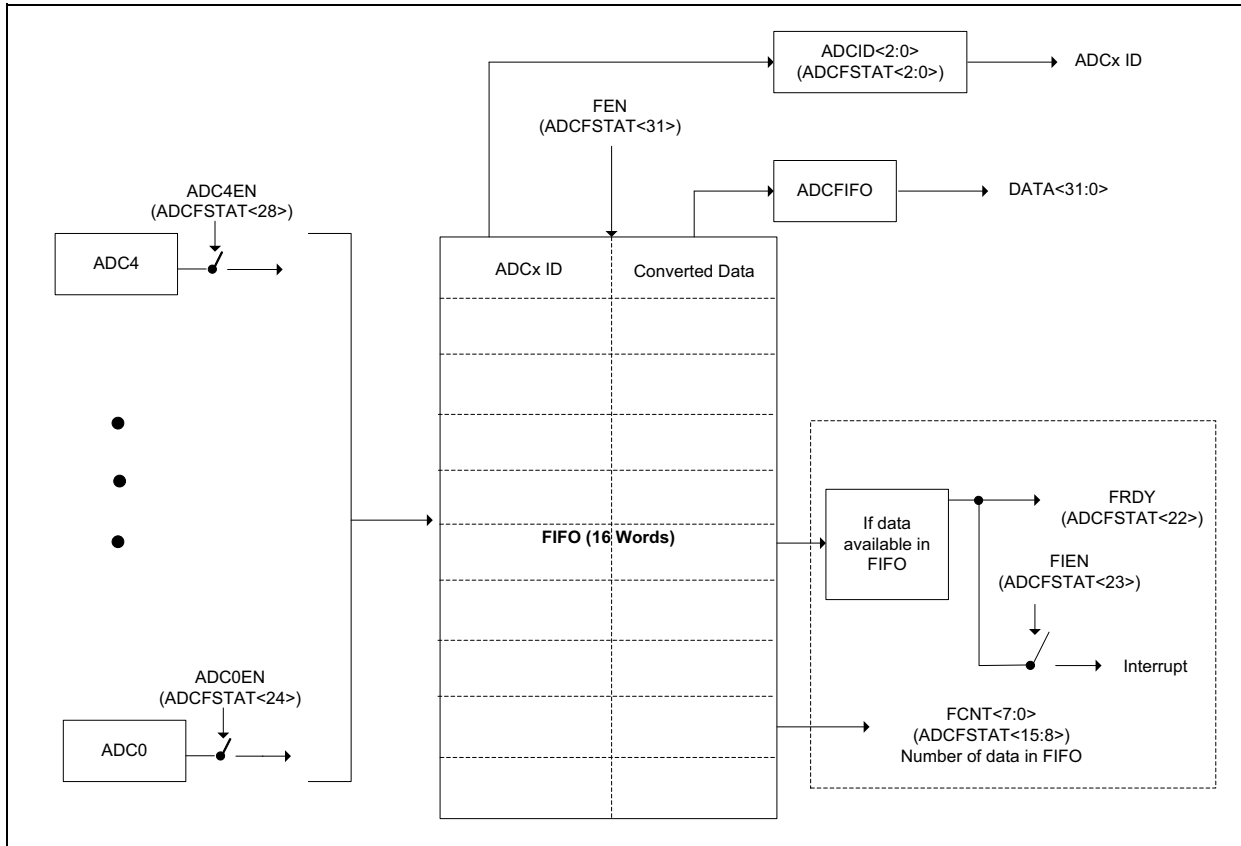 ADCID<2:0>
(ADCFSTAT<2:0>)
ADCx ID
FEN
(ADCFSTAT<31>)
ADCFIFO
DATA<31:0>
ADC4EN
(ADCFSTAT<28>)
ADC4
ADCx ID
Converted Data
FIFO (16 Words)
If data
available in
FIFO
FRDY
(ADCFSTAT<22>)
FIEN
(ADCFSTAT<23>)
Interrupt
ADC0EN
(ADCFSTAT<24>)
ADC0
FCNT<7:0>
(ADCFSTAT<15:8>)
Number of data in FIFO